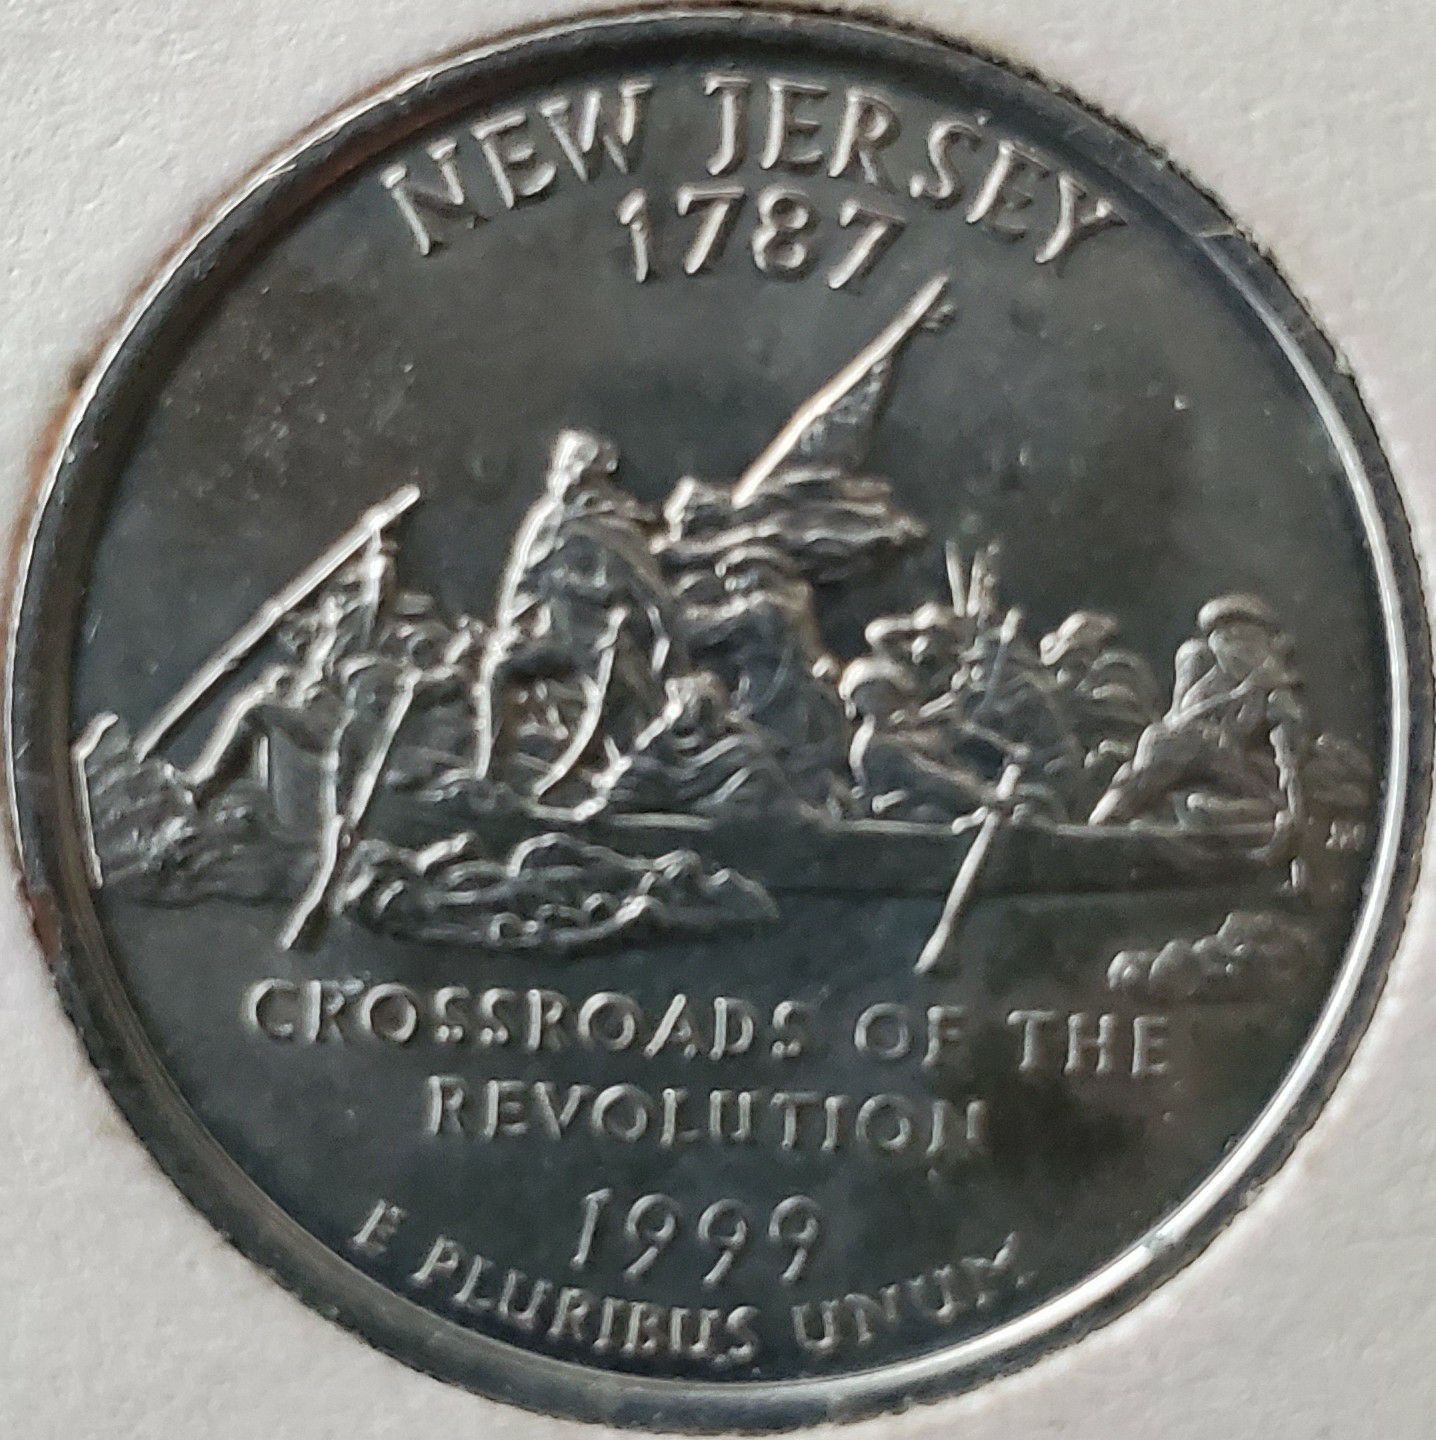 NEW JERSEY
1787
CROSSROADS OF THE
REVOLUTION
1999
E PLURIBUS UNUM